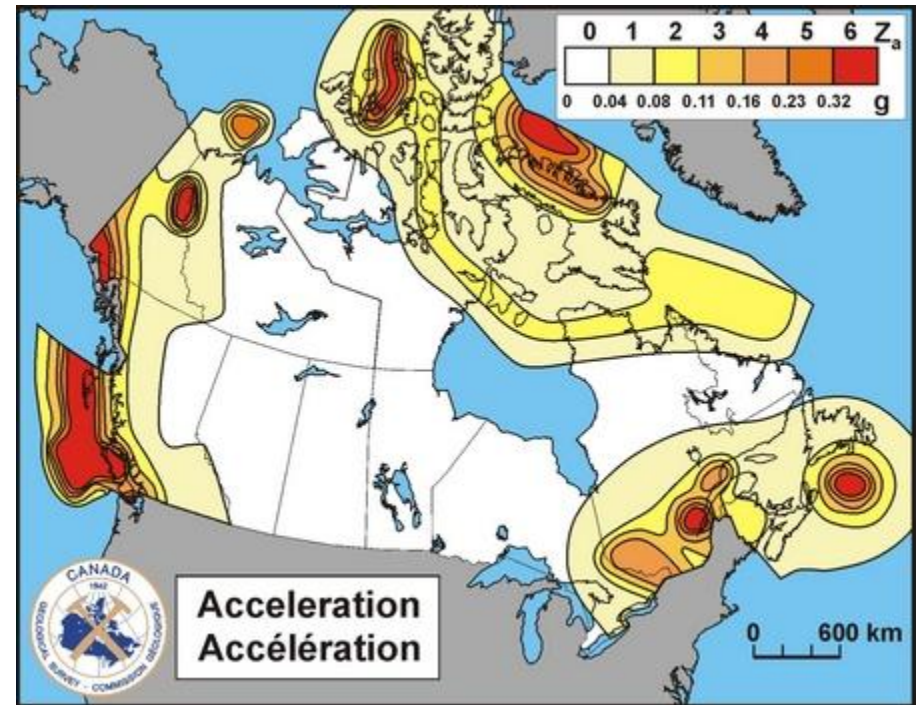 0 1 2 3 4 5 6 Za
0 0.04 0.08 0.11 0.16 0.23 0.32 g
CANADA
1842
GEOLOGICAL SURVEY - COMMISSION GÉOLOGIQUE
Acceleration
Accélération
0 600 km